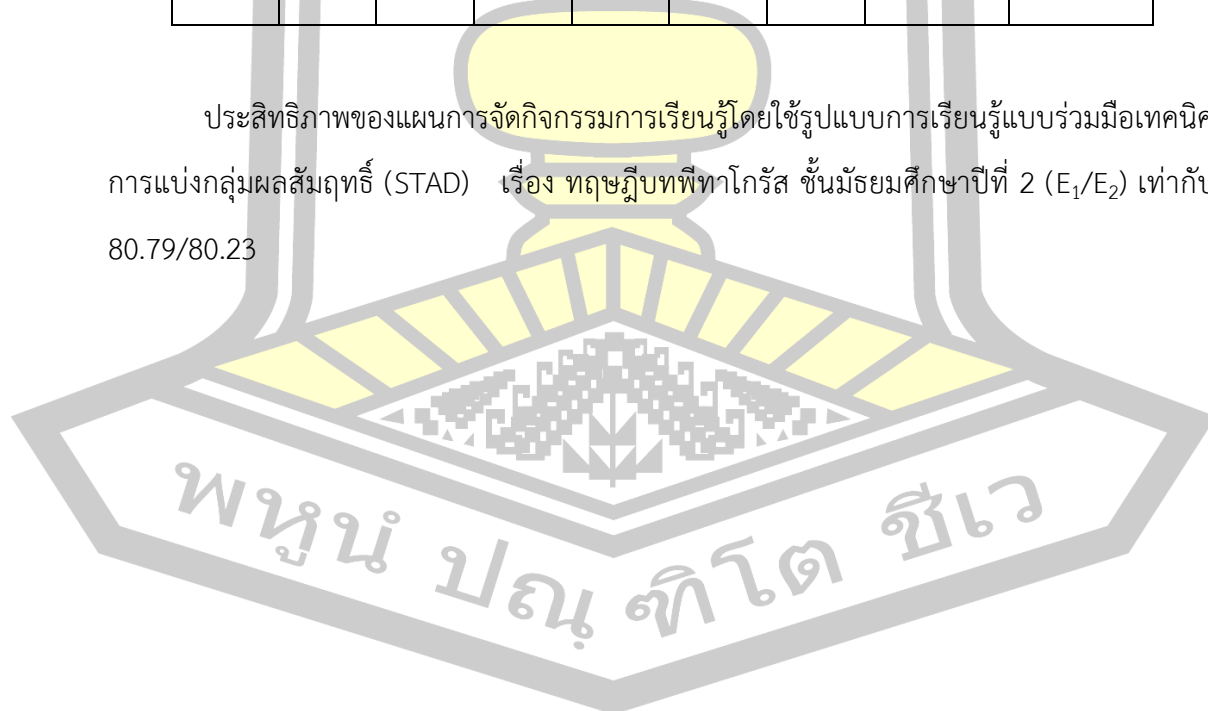 ประสิทธิภาพของแผนการจัดกิจกรรมการเรียนรู้โดยใช้รูปแบบการเรียนรู้แบบร่วมมือเทคนิค
การแบ่งกลุ่มผลสัมฤทธิ์ (STAD) เรื่อง ทฤษฎีบทพีทาโกรัส ชั้นมัธยมศึกษาปีที่ 2 (E₁/E₂) เท่ากับ
80.79/80.23
พหูนํ ปณฺ ฑิโต ชีเว